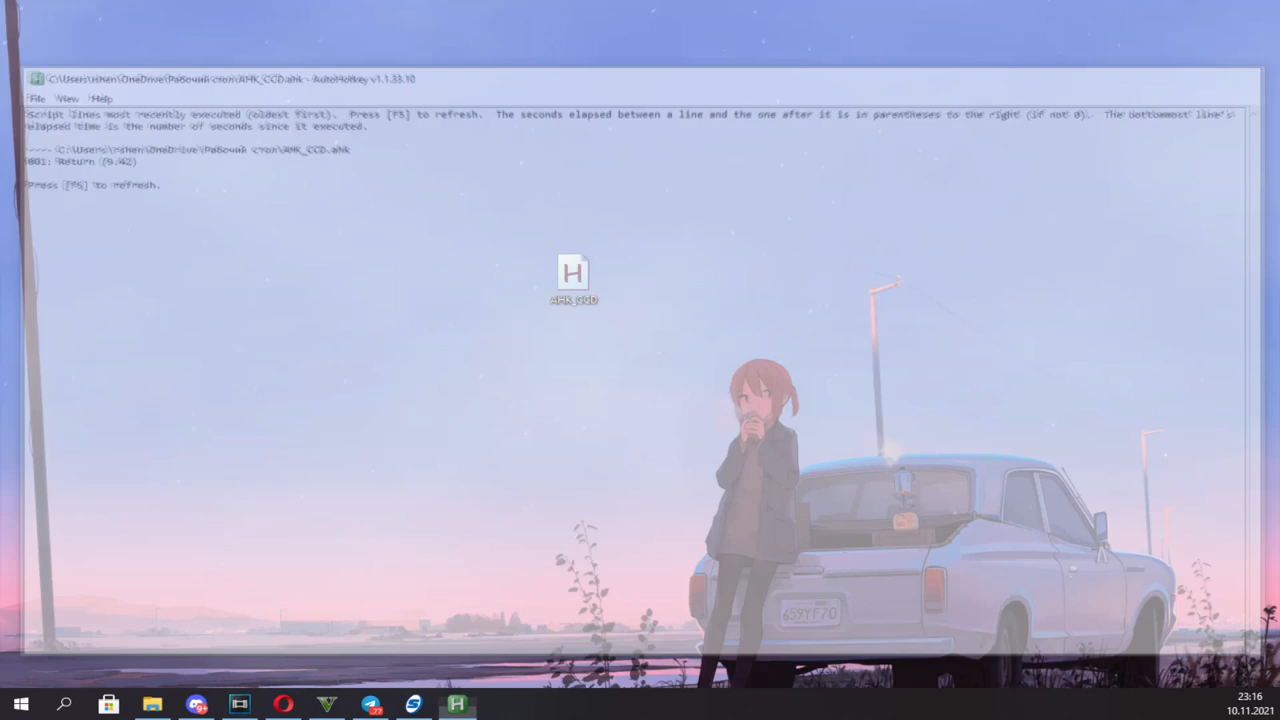 C:\Users\rshen\OneDrive\Рабочий стол\AHK_CCD.ahk - AutoHotkey v1.1.33.10
File View Help
Script lines most recently executed (oldest first).  Press [F5] to refresh.  The seconds elapsed between a line and the one after it is in parentheses to the right (if not 0).  The bottommost line's
elapsed time is the number of seconds since it executed.
---- C:\Users\rshen\OneDrive\Рабочий стол\AHK_CCD.ahk
001: Return (9.42)
Press [F5] to refresh.
H
AHK_CCD
659YF70
9+
77
H
23:16
10.11.2021